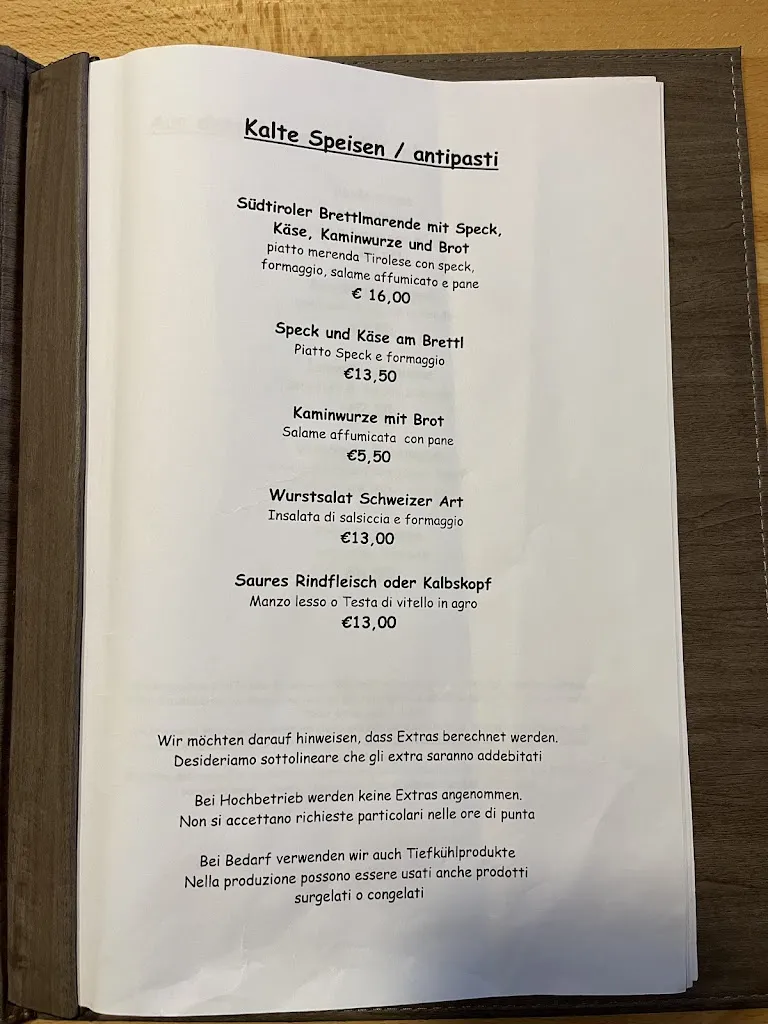 Kalte Speisen / antipasti
Südtiroler Brettlmarende mit Speck,
Käse, Kaminwurze und Brot
piatto merenda Tirolese con speck,
formaggio, salame affumicato e pane
€ 16,00
Speck und Käse am Brettl
Piatto Speck e formaggio
€13,50
Kaminwurze mit Brot
Salame affumicata con pane
€5,50
Wurstsalat Schweizer Art
Insalata di salsiccia e formaggio
€13,00
Saures Rindfleisch oder Kalbskopf
Manzo lesso o Testa di vitello in agro
€13,00
Wir möchten darauf hinweisen, dass Extras berechnet werden.
Desideriamo sottolineare che gli extra saranno addebitati
Bei Hochbetrieb werden keine Extras angenommen.
Non si accettano richieste particolari nelle ore di punta
Bei Bedarf verwenden wir auch Tiefkühlprodukte
Nella produzione possono essere usati anche prodotti
surgelati o congelati